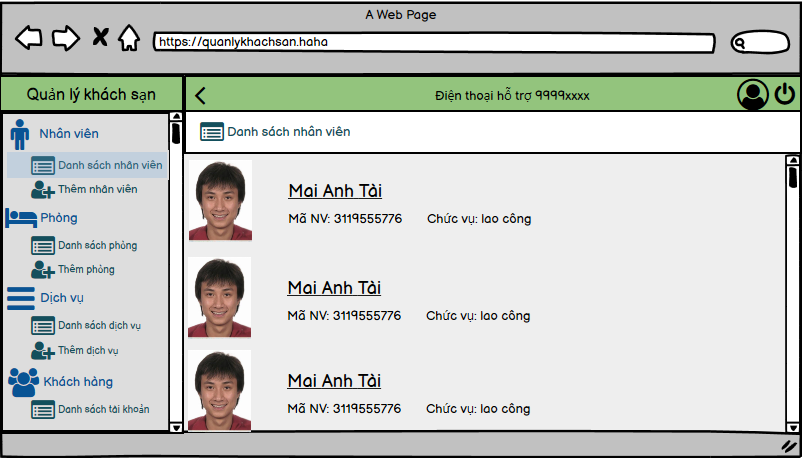 A Web Page
https://quanlykhachsan.haha
Quản lý khách sạn
Điện thoại hỗ trợ 9999xxxx
Nhân viên
Danh sách nhân viên
Thêm nhân viên
Phòng
Danh sách phòng
Thêm phòng
Dịch vụ
Danh sách dịch vụ
Thêm dịch vụ
Khách hàng
Danh sách tài khoản
Danh sách nhân viên
Mai Anh Tài
Mã NV: 3119555776 Chức vụ: lao công
Mai Anh Tài
Mã NV: 3119555776 Chức vụ: lao công
Mai Anh Tài
Mã NV: 3119555776 Chức vụ: lao công